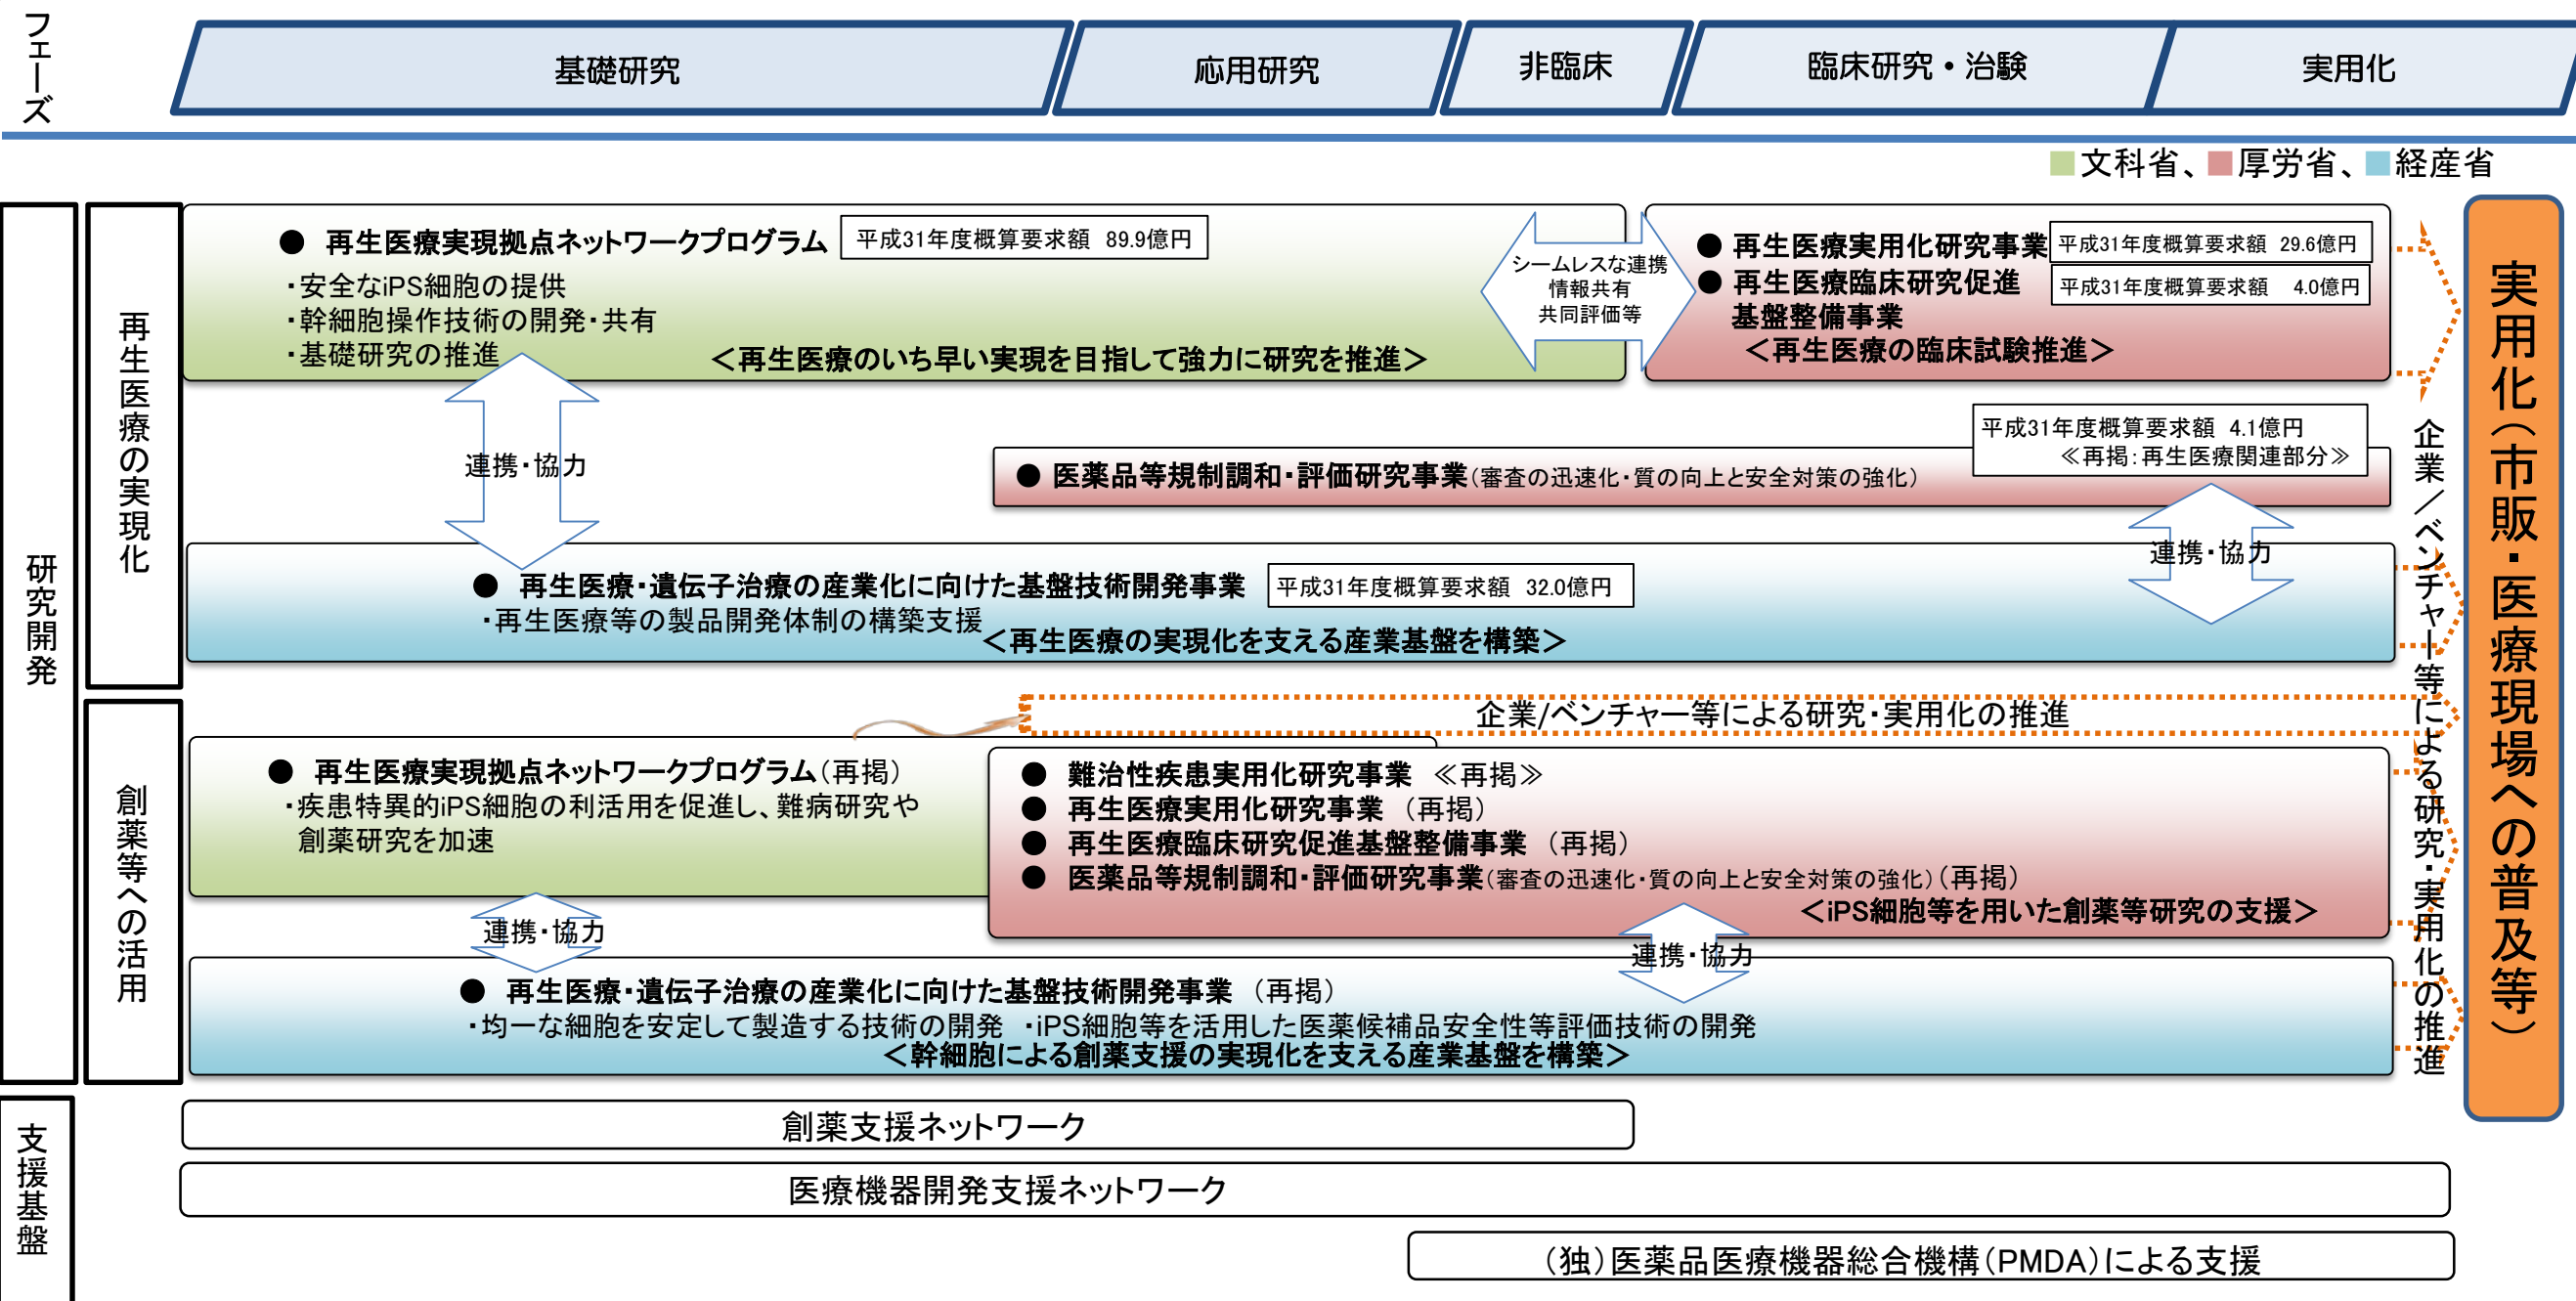 フェーズ
基礎研究
応用研究
非臨床
臨床研究・治験
実用化
■文科省、■厚労省、■経産省
研究開発
再生医療の実現化
● 再生医療実現拠点ネットワークプログラム
平成31年度概算要求額 89.9億円
・安全なiPS細胞の提供
・幹細胞操作技術の開発・共有
・基礎研究の推進
＜再生医療のいち早い実現を目指して強力に研究を推進＞
シームレスな連携
情報共有
共同評価等
● 再生医療実用化研究事業
平成31年度概算要求額 29.6億円
● 再生医療臨床研究促進
基盤整備事業
平成31年度概算要求額 4.0億円
＜再生医療の臨床試験推進＞
連携・協力
● 医薬品等規制調和・評価研究事業（審査の迅速化・質の向上と安全対策の強化）
平成31年度概算要求額 4.1億円
≪再掲：再生医療関連部分≫
連携・協力
● 再生医療・遺伝子治療の産業化に向けた基盤技術開発事業
平成31年度概算要求額 32.0億円
・再生医療等の製品開発体制の構築支援
＜再生医療の実現化を支える産業基盤を構築＞
企業／ベンチャー等による研究・実用化の推進
実用化（市販・医療現場への普及等）
創薬等への活用
企業/ベンチャー等による研究・実用化の推進
● 再生医療実現拠点ネットワークプログラム（再掲）
・疾患特異的iPS細胞の利活用を促進し、難病研究や
創薬研究を加速
● 難治性疾患実用化研究事業 ≪再掲≫
● 再生医療実用化研究事業（再掲）
● 再生医療臨床研究促進基盤整備事業（再掲）
● 医薬品等規制調和・評価研究事業（審査の迅速化・質の向上と安全対策の強化）（再掲）
＜iPS細胞等を用いた創薬等研究の支援＞
連携・協力
連携・協力
● 再生医療・遺伝子治療の産業化に向けた基盤技術開発事業（再掲）
・均一な細胞を安定して製造する技術の開発 ・iPS細胞等を活用した医薬候補品安全性等評価技術の開発
＜幹細胞による創薬支援の実現化を支える産業基盤を構築＞
支援基盤
創薬支援ネットワーク
医療機器開発支援ネットワーク
（独）医薬品医療機器総合機構（PMDA）による支援